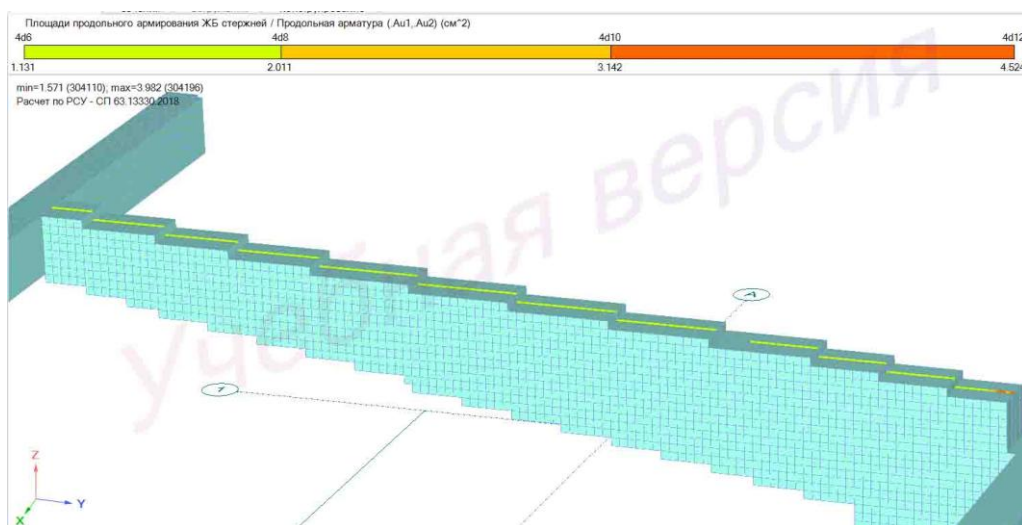 Площади продольного армирования ЖБ стержней / Продольная арматура (.Au1,.Au2) (см^2)
4d6 4d8 4d10 4d12
1.131 2.011 3.142 4.524
min=1.571 (304110); max=3.982 (304196)
Расчет по РСУ - СП 63.13330.2018
Учебная версия
А
Z
Y
X